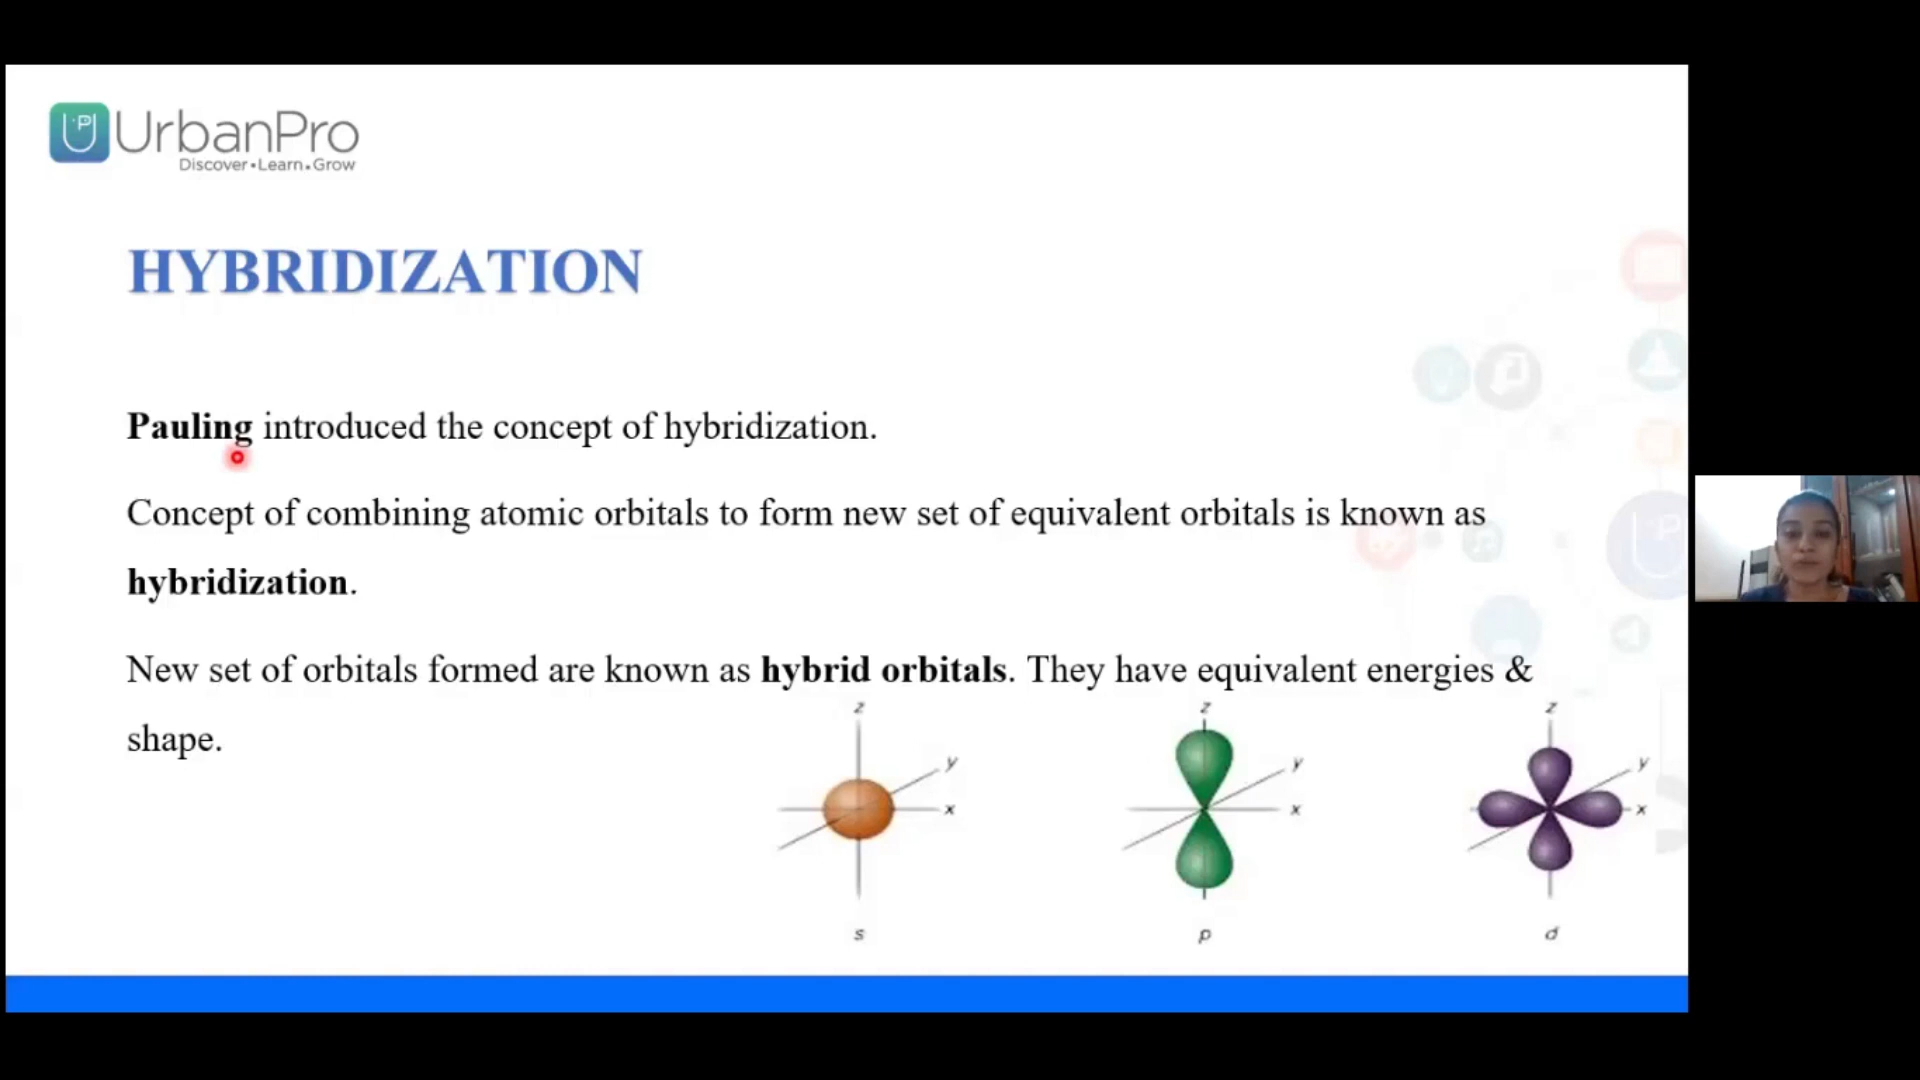 UrbanPro
Discover • Learn • Grow
HYBRIDIZATION
Pauling introduced the concept of hybridization.
Concept of combining atomic orbitals to form new set of equivalent orbitals is known as
hybridization.
New set of orbitals formed are known as hybrid orbitals. They have equivalent energies &
shape.
z z z
y y y
x x x
s p d